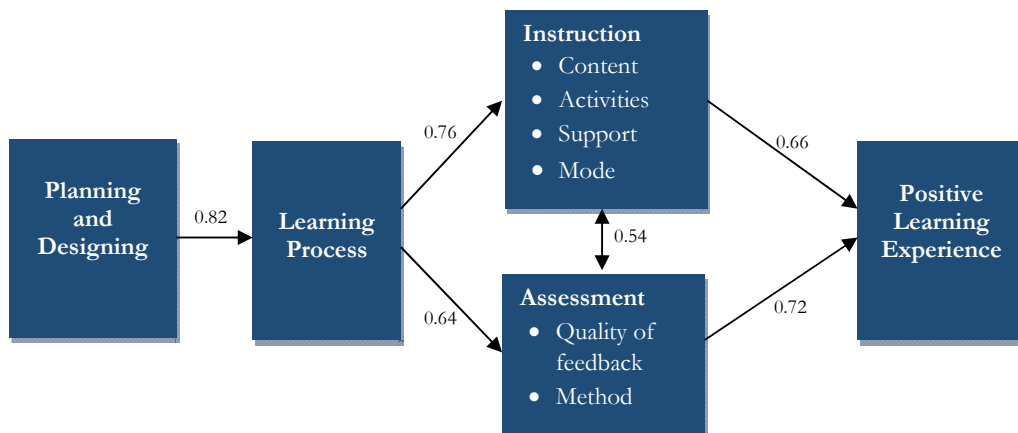 Planning
and
Designing
0.82
Learning
Process
0.76
0.64
Instruction
• Content
• Activities
• Support
• Mode
0.54
Assessment
• Quality of
feedback
• Method
0.66
0.72
Positive
Learning
Experience